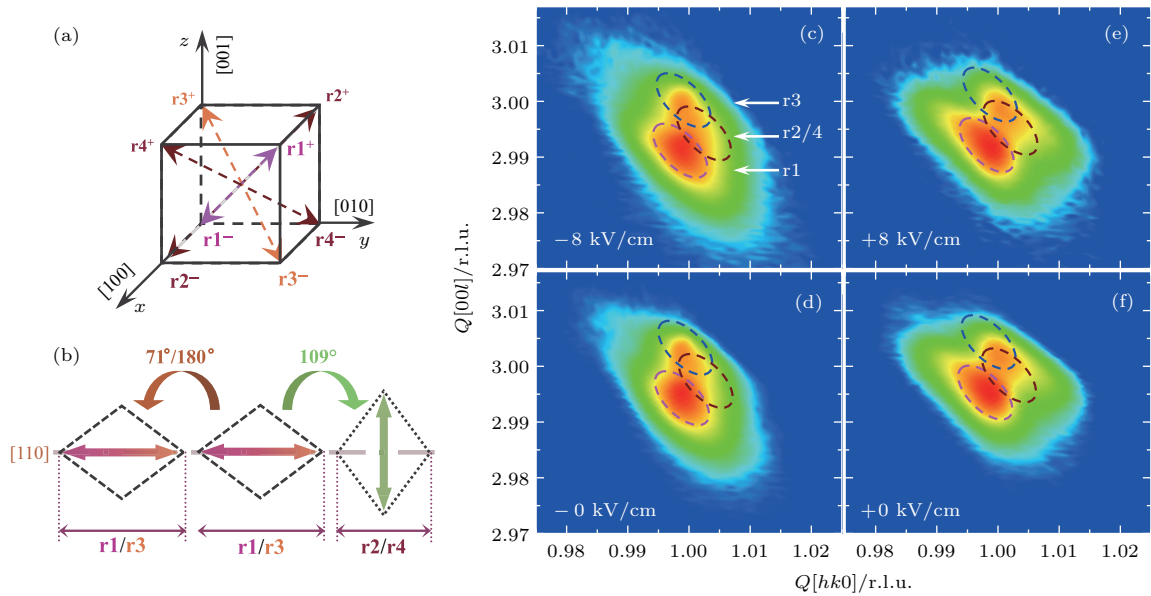 (a)
z
[001]
r3⁺
r2⁺
r4⁺
r1⁺
[010]
r1−
r4−
y
r2−
r3−
[100]
x
(b)
71°/180°
109°
[110]
r1/r3
r1/r3
r2/r4
Q[00l]/r.l.u.
3.01
3.00
2.99
2.98
2.97
(c)
r3
r2/4
r1
−8 kV/cm
(e)
+8 kV/cm
3.01
3.00
2.99
2.98
2.97
(d)
−0 kV/cm
(f)
+0 kV/cm
0.98
0.99
1.00
1.01
0.98
0.99
1.00
1.01
1.02
Q[hk0]/r.l.u.